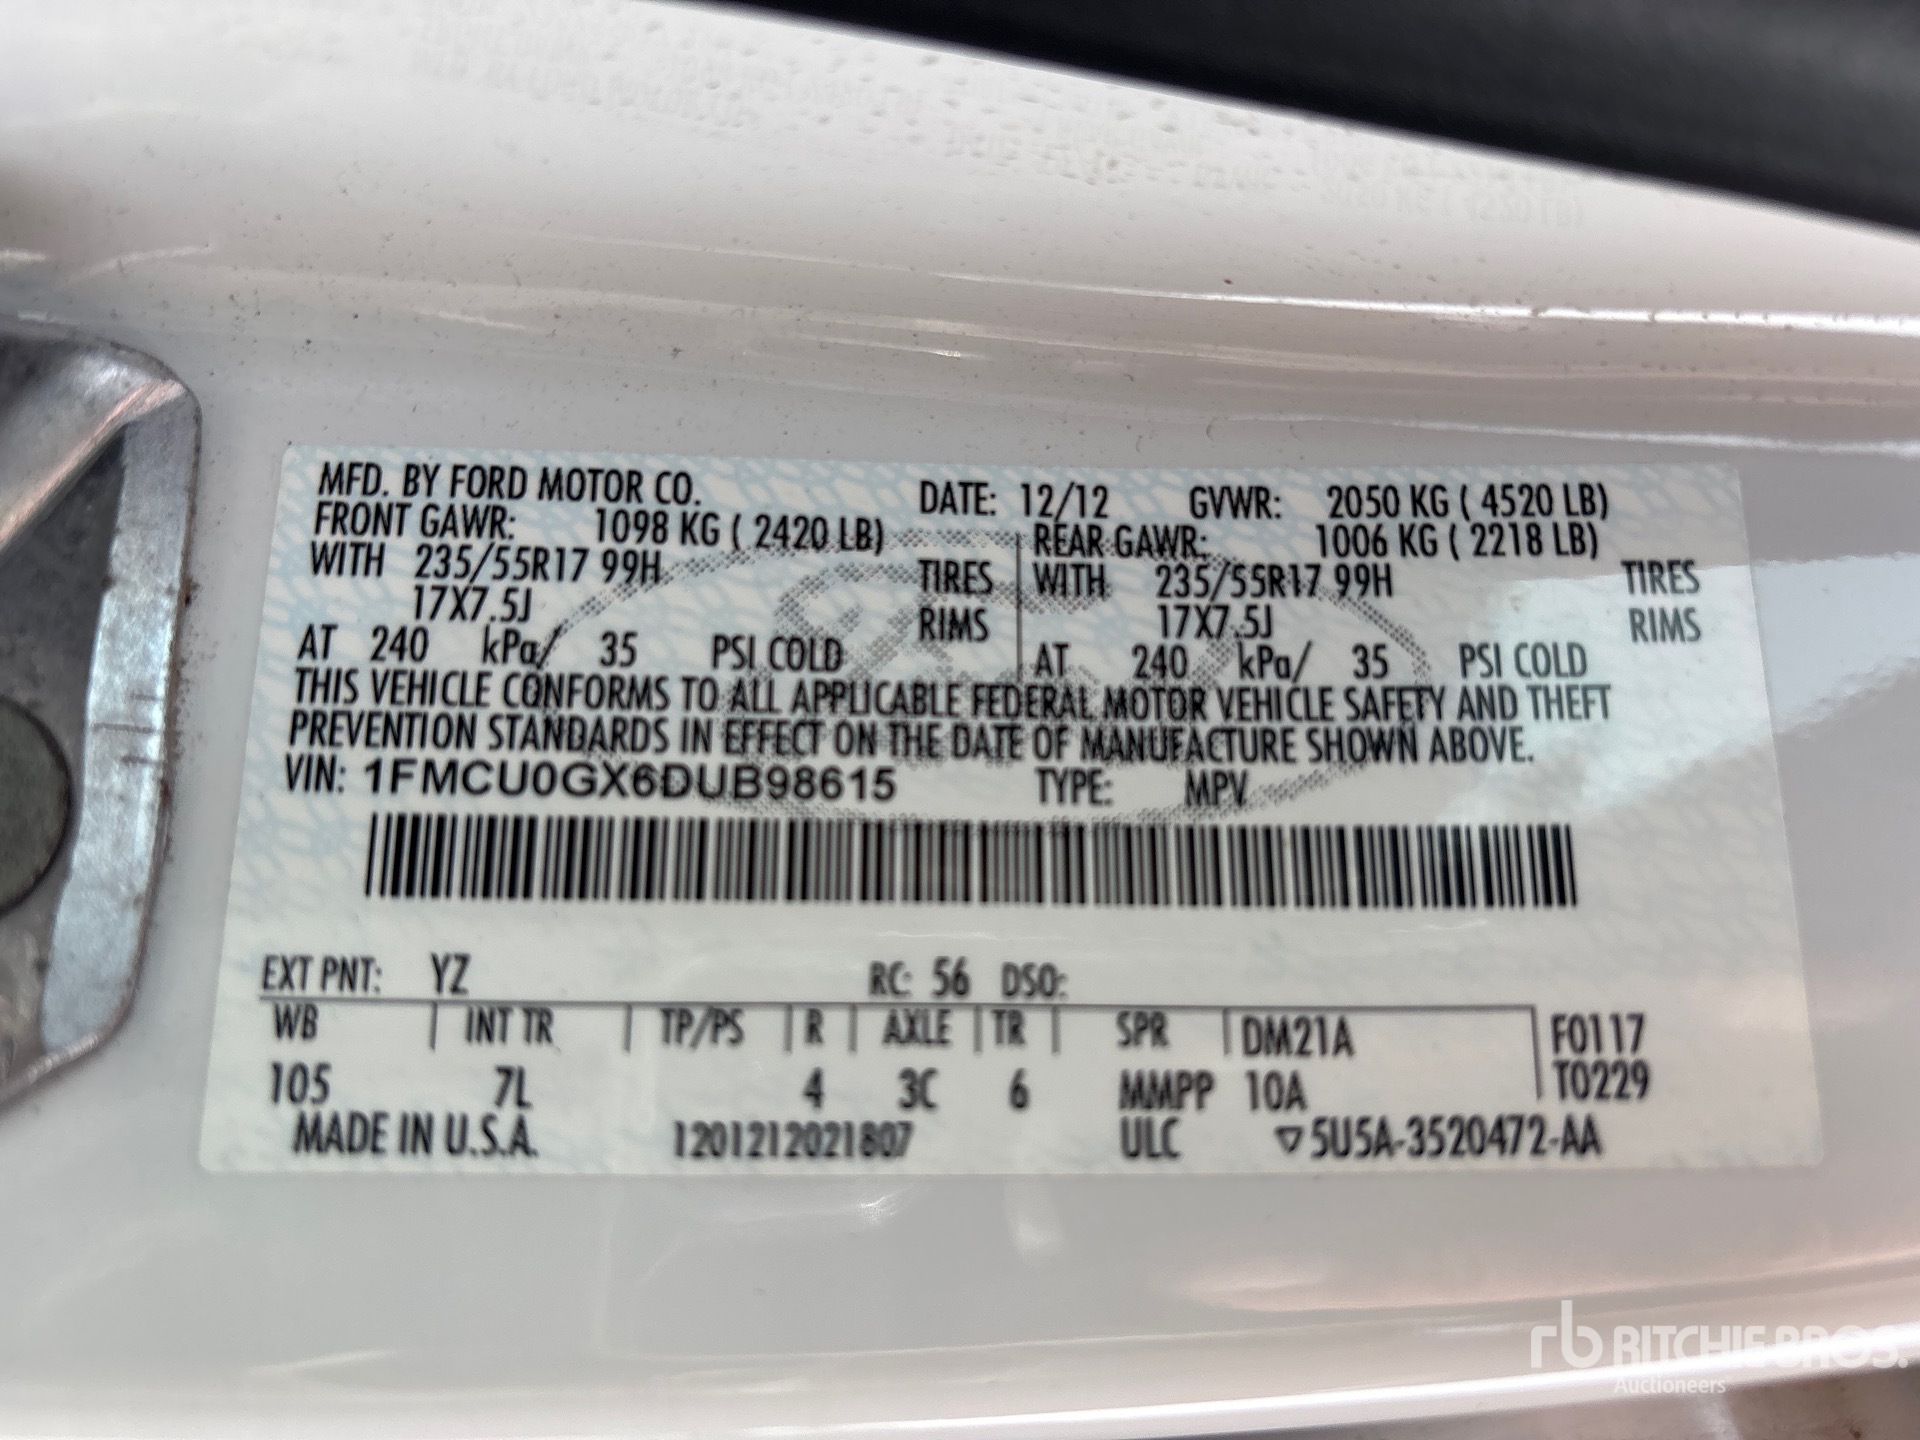 MFD. BY FORD MOTOR CO. DATE: 12/12 GVWR: 2050 KG ( 4520 LB)
FRONT GAWR: 1098 KG ( 2420 LB) REAR GAWR: 1006 KG ( 2218 LB)
WITH 235/55R17 99H TIRES WITH 235/55R17 99H TIRES
17X7.5J RIMS 17X7.5J RIMS
AT 240 kPa/ 35 PSI COLD AT 240 kPa/ 35 PSI COLD
THIS VEHICLE CONFORMS TO ALL APPLICABLE FEDERAL MOTOR VEHICLE SAFETY AND THEFT
PREVENTION STANDARDS IN EFFECT ON THE DATE OF MANUFACTURE SHOWN ABOVE.
VIN: 1FMCU0GX6DUB98615 TYPE: MPV
EXT PNT: YZ RC: 56 DSO:
WB | INT TR | TP/PS | R | AXLE | TR | SPR | DM21A F0117
105 7L 4 3C 6 MMPP 10A T0229
MADE IN U.S.A. 1201212021807 ULC ▽5U5A-3520472-AA
rb RITCHIE BROS.
Auctioneers